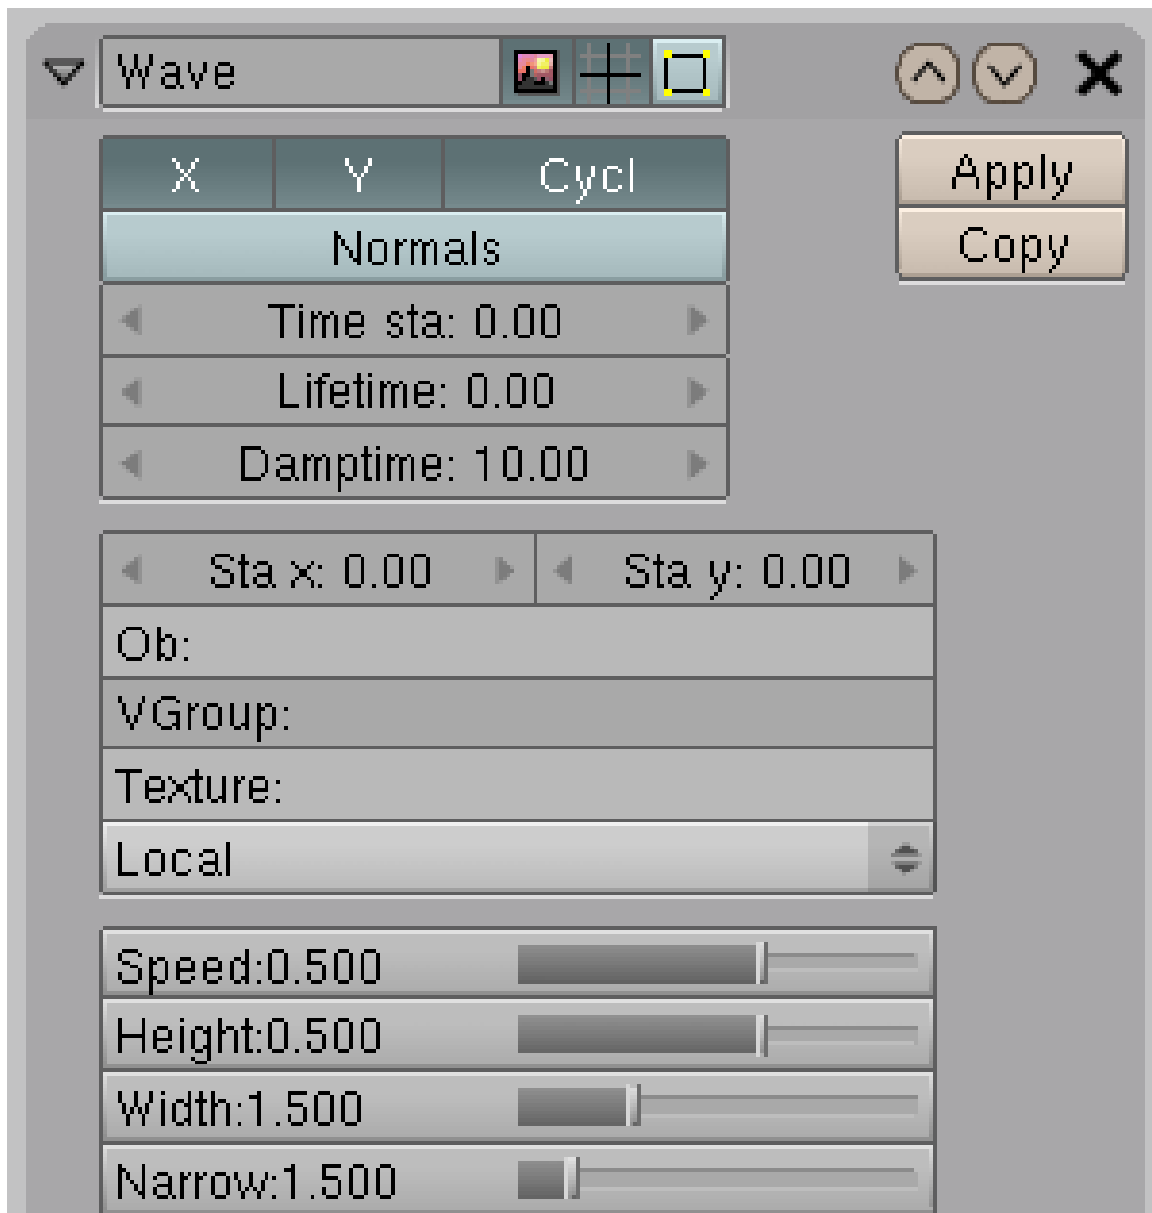 Wave
X Y Cycl
Apply
Normals
Copy
Time sta: 0.00
Lifetime: 0.00
Damptime: 10.00
Sta x: 0.00 Sta y: 0.00
Ob:
VGroup:
Texture:
Local
Speed:0.500
Height:0.500
Width:1.500
Narrow:1.500